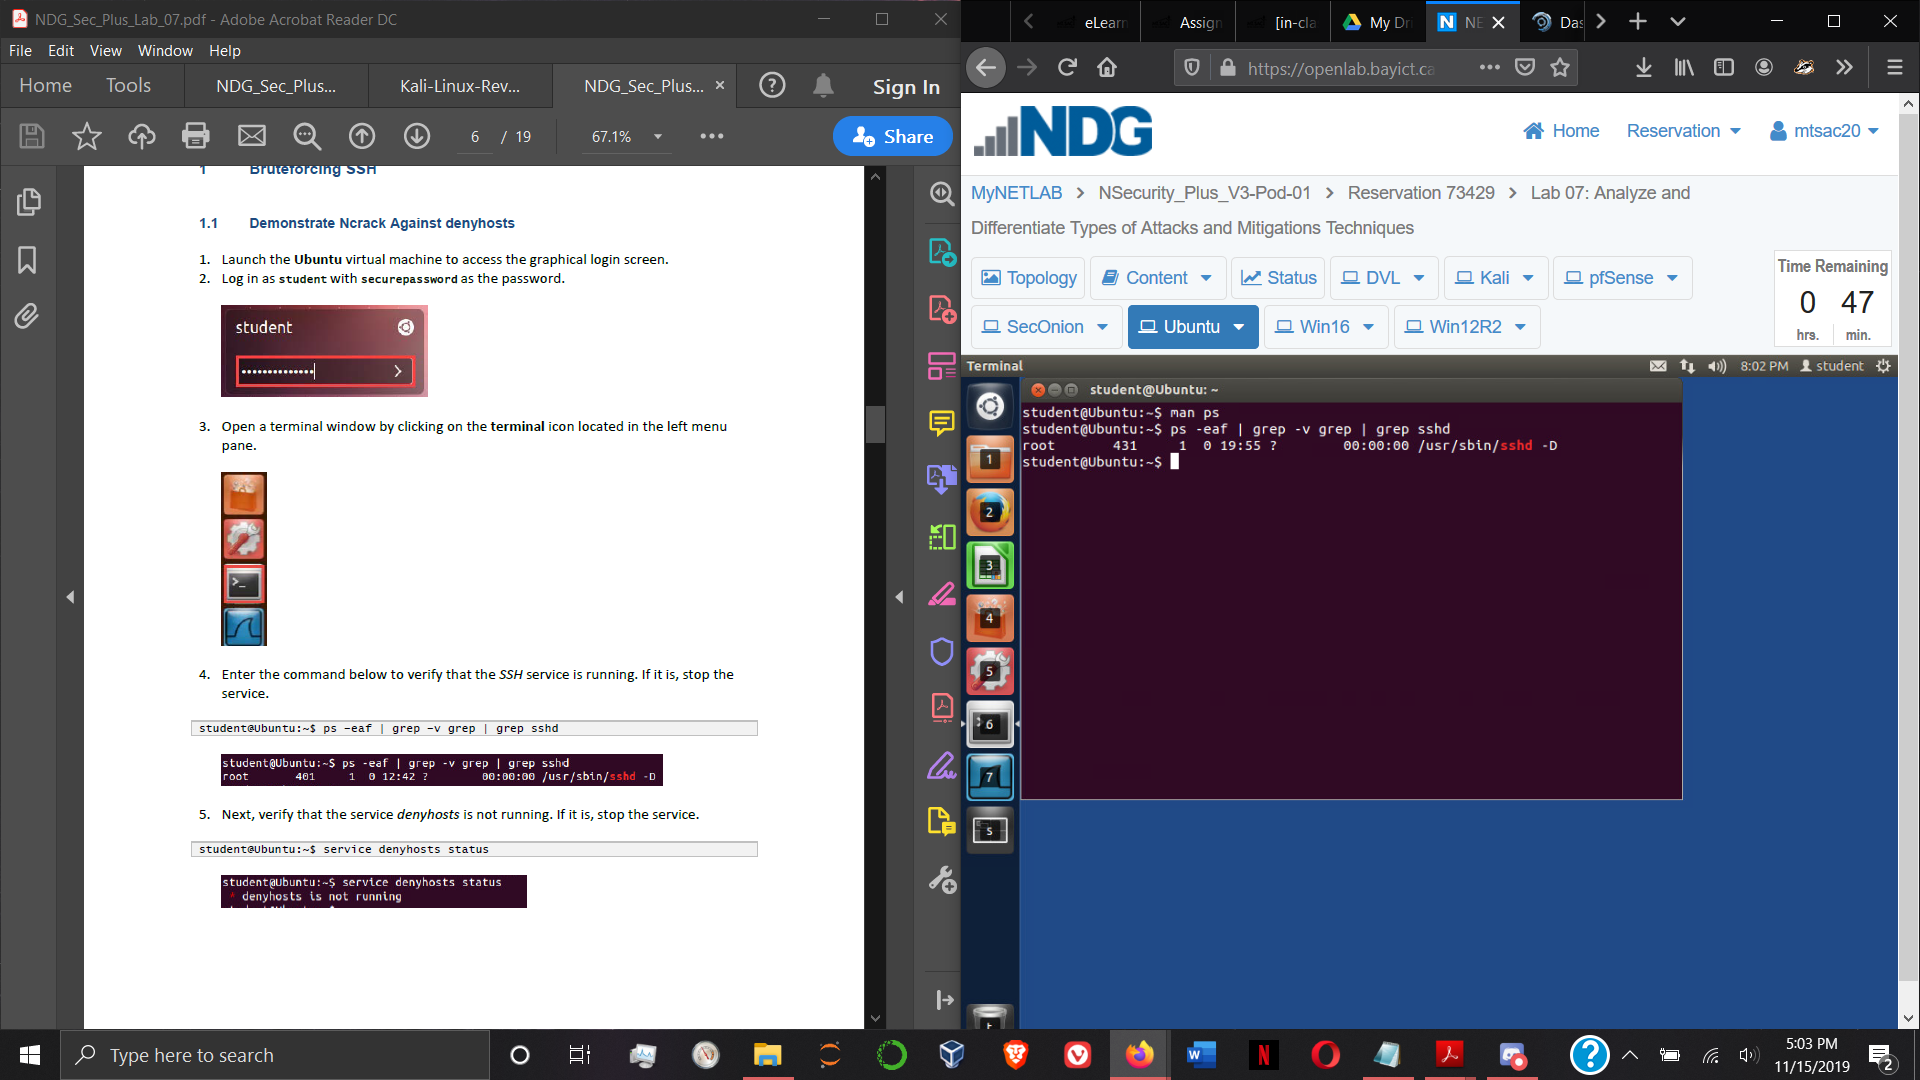 NDG_Sec_Plus_Lab_07.pdf - Adobe Acrobat Reader DC
File Edit View Window Help
Home Tools NDG_Sec_Plus... Kali-Linux-Rev... NDG_Sec_Plus... Sign In
6 / 19 67.1% Share
1 Bruteforcing SSH
1.1 Demonstrate Ncrack Against denyhosts
1. Launch the Ubuntu virtual machine to access the graphical login screen.
2. Log in as student with securepassword as the password.
student
3. Open a terminal window by clicking on the terminal icon located in the left menu
pane.
4. Enter the command below to verify that the SSH service is running. If it is, stop the
service.
student@Ubuntu:~$ ps -eaf | grep -v grep | grep sshd
student@Ubuntu:~$ ps -eaf | grep -v grep | grep sshd
root 401 1 0 12:42 ? 00:00:00 /usr/sbin/sshd -D
5. Next, verify that the service denyhosts is not running. If it is, stop the service.
student@Ubuntu:~$ service denyhosts status
student@Ubuntu:~$ service denyhosts status
* denyhosts is not running
eLearn Assign [in-cla My Dr NE Das
https://openlab.bayict.ca
NDG
Home Reservation mtsac20
MyNETLAB > NSecurity_Plus_V3-Pod-01 > Reservation 73429 > Lab 07: Analyze and
Differentiate Types of Attacks and Mitigations Techniques
Topology Content Status DVL Kali pfSense
SecOnion Ubuntu Win16 Win12R2
Time Remaining
0 47
hrs. min.
Terminal 8:02 PM student
student@Ubuntu: ~
student@Ubuntu:~$ man ps
student@Ubuntu:~$ ps -eaf | grep -v grep | grep sshd
root 431 1 0 19:55 ? 00:00:00 /usr/sbin/sshd -D
student@Ubuntu:~$
1
2
3
4
5
6
7
s
t
Type here to search
5:03 PM
11/15/2019
2